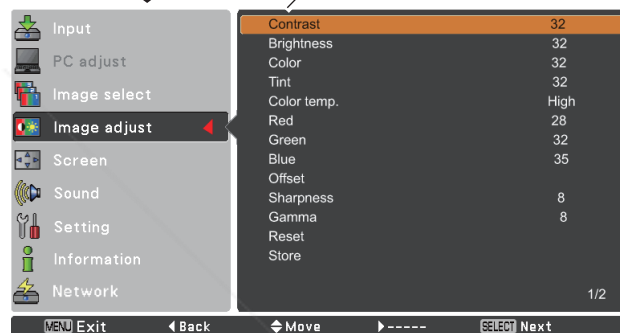 Input
PC adjust
Image select
Image adjust
Screen
Sound
Setting
Information
Network
Contrast 32
Brightness 32
Color 32
Tint 32
Color temp. High
Red 28
Green 32
Blue 35
Offset
Sharpness 8
Gamma 8
Reset
Store
1/2
MENU Exit Back Move ----- SELECT Next